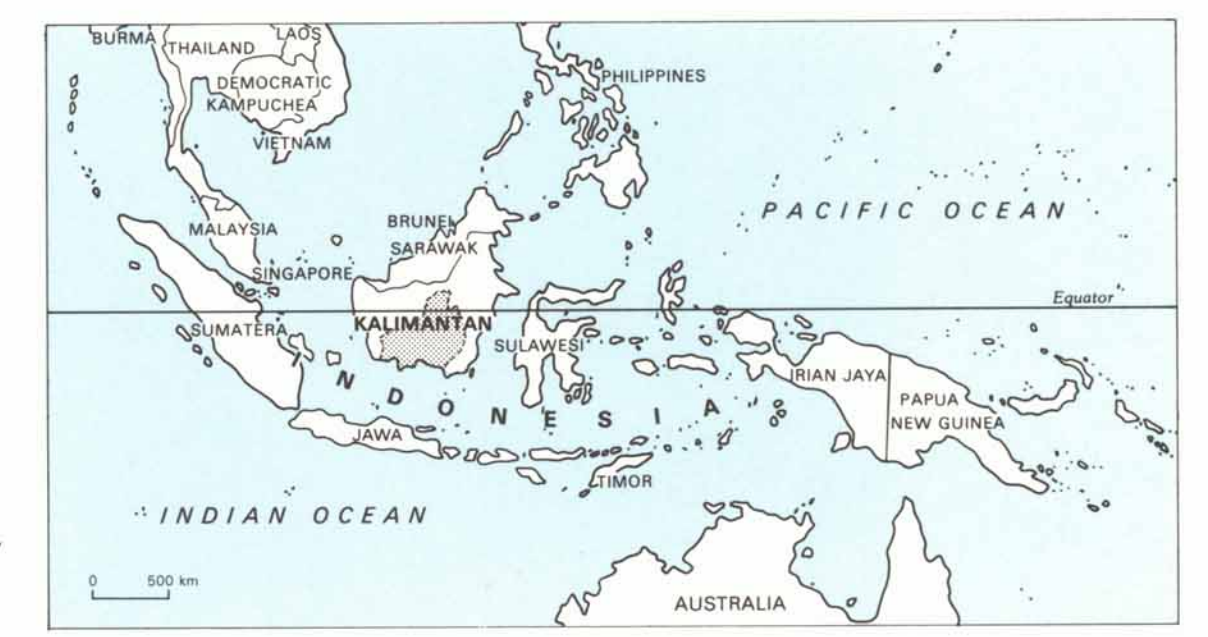 BURMA
LAOS
THAILAND
DEMOCRATIC
KAMPUCHEA
VIETNAM
PHILIPPINES
PACIFIC OCEAN
MALAYSIA
BRUNEI
SARAWAK
SINGAPORE
Equator
SUMATERA
KALIMANTAN
SULAWESI
IRIAN JAYA
PAPUA
NEW GUINEA
INDONESIA
JAWA
TIMOR
INDIAN OCEAN
0 500 km
AUSTRALIA